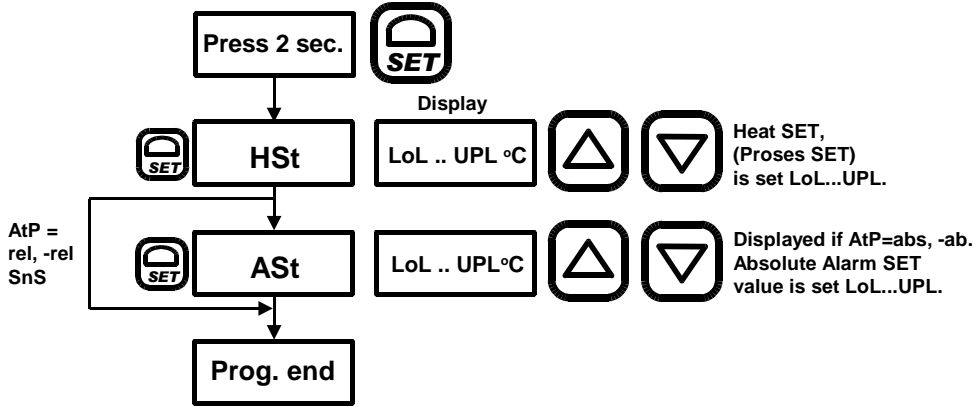 Press 2 sec.
SET
Display
SET
HSt
LoL .. UPL ºC
Heat SET,
(Proses SET)
is set LoL...UPL.
AtP =
rel, -rel
SnS
SET
ASt
LoL .. UPLºC
Displayed if AtP=abs, -ab.
Absolute Alarm SET
value is set LoL...UPL.
Prog. end